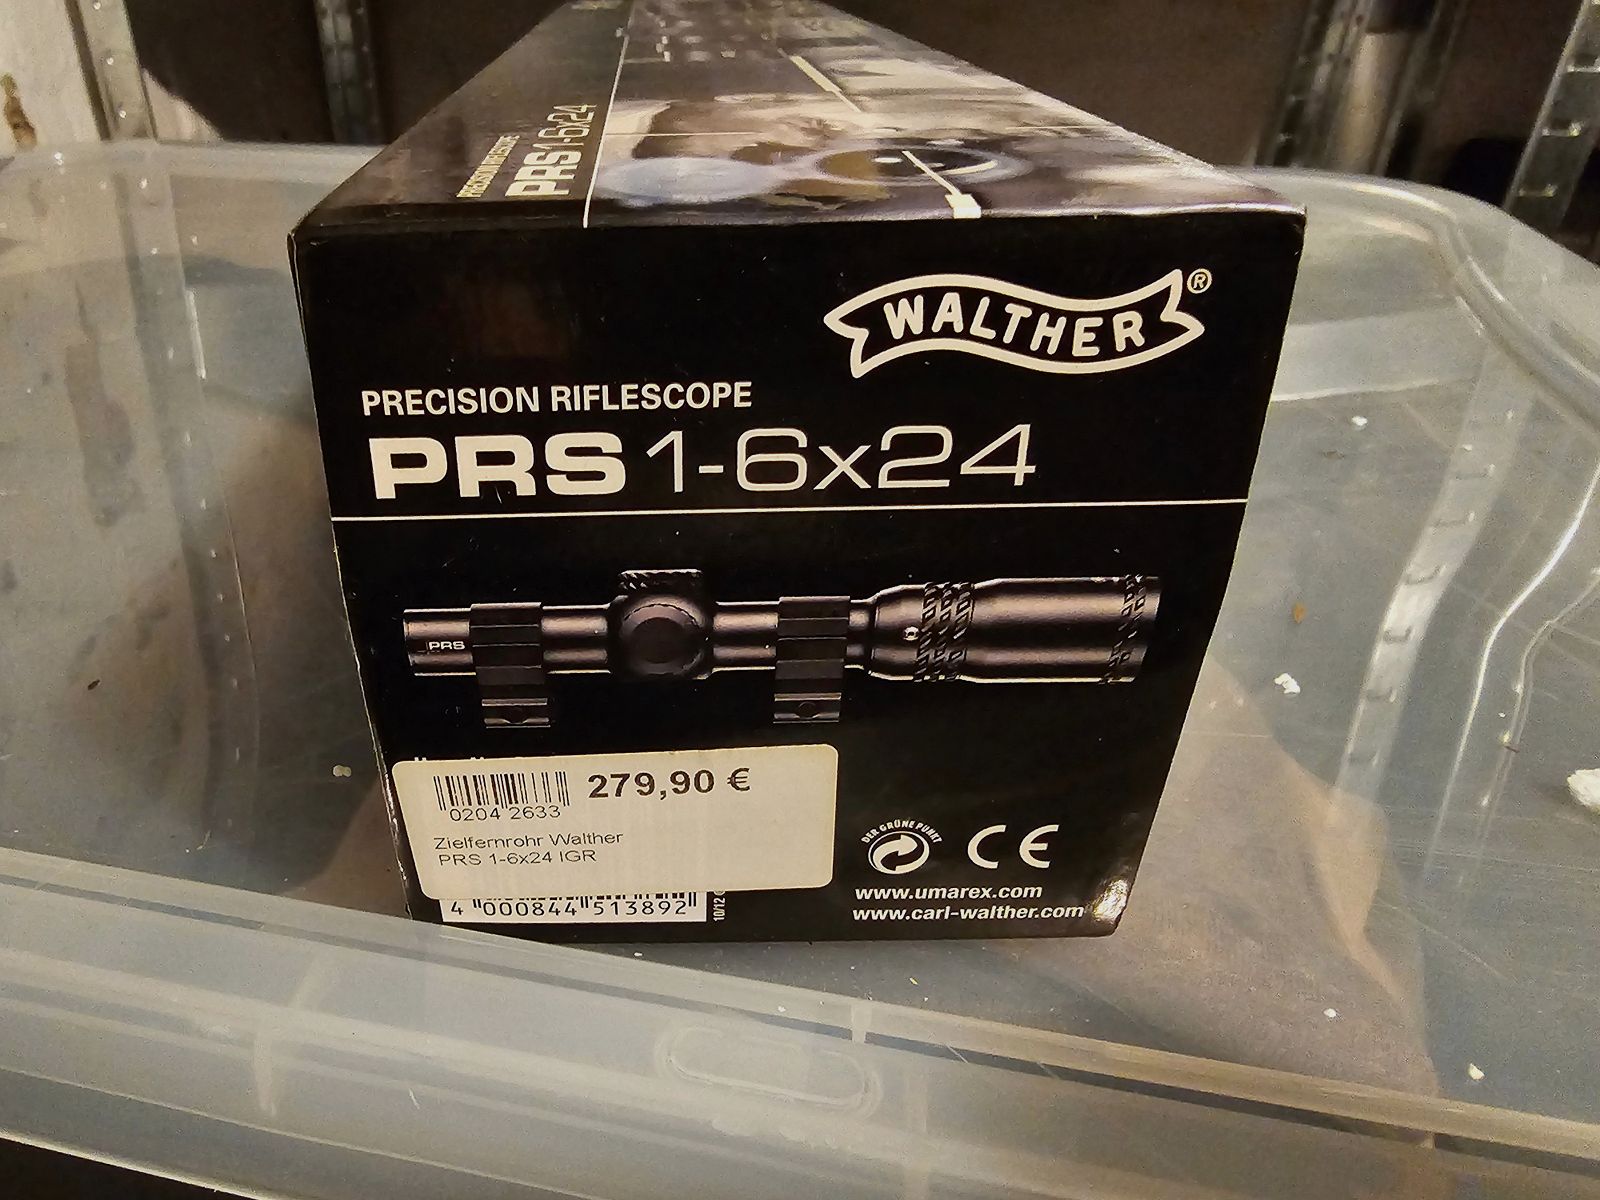 PRECISION RIFLESCOPE
PRS 1-6x24
WALTHER®
PRECISION RIFLESCOPE
PRS 1-6x24
PRS
279,90 €
0204 2633
Zielfernrohr Walther
PRS 1-6x24 IGR
4 000844 513892
10/12
DER GRÜNE PUNKT
CE
www.umarex.com
www.carl-walther.com